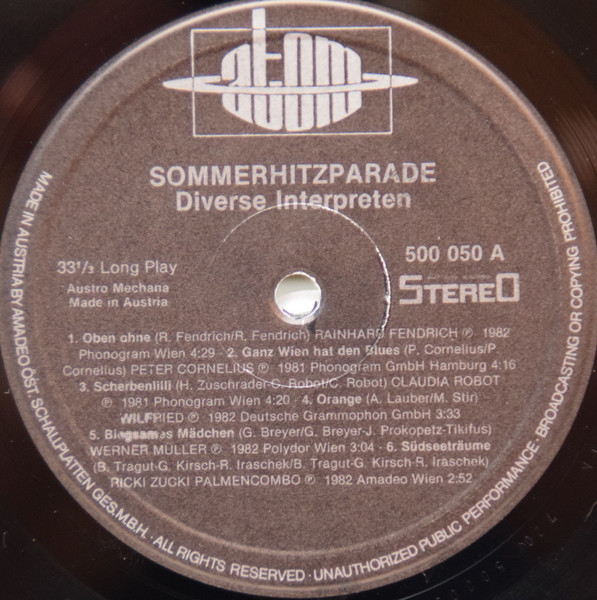 atom
SOMMERHITZPARADE
Diverse Interpreten
33 1/3 Long Play
Austro Mechana
Made in Austria
500 050 A
STEREO
1. Oben ohne (R. Fendrich/R. Fendrich) RAINHARD FENDRICH ℗ 1982
Phonogram Wien 4:29 · 2. Ganz Wien hat den Blues (P. Cornelius/P.
Cornelius) PETER CORNELIUS ℗ 1981 Phonogram GmbH Hamburg 4:16
3. Scherbenlilli (H. Zuschrader-C. Robot/C. Robot) CLAUDIA ROBOT
℗ 1981 Phonogram Wien 4:20 · 4. Orange (A. Lauber/M. Stir)
WILFRIED ℗ 1982 Deutsche Grammophon GmbH 3:33
5. Biegsames Mädchen (G. Breyer/G. Breyer-J. Prokopetz-Tikifus)
WERNER MÜLLER ℗ 1982 Polydor Wien 3:04 · 6. Südseeträume
(B. Tragut-G. Kirsch-R. Iraschek/B. Tragut-G. Kirsch-R. Iraschek)
RICKI ZUCKI PALMENCOMBO ℗ 1982 Amadeo Wien 2:52
MADE IN AUSTRIA BY AMADEO ÖST. SCHALLPLATTEN GES.M.B.H. · ALL RIGHTS RESERVED · UNAUTHORIZED PUBLIC PERFORMANCE · BROADCASTING OR COPYING PROHIBITED